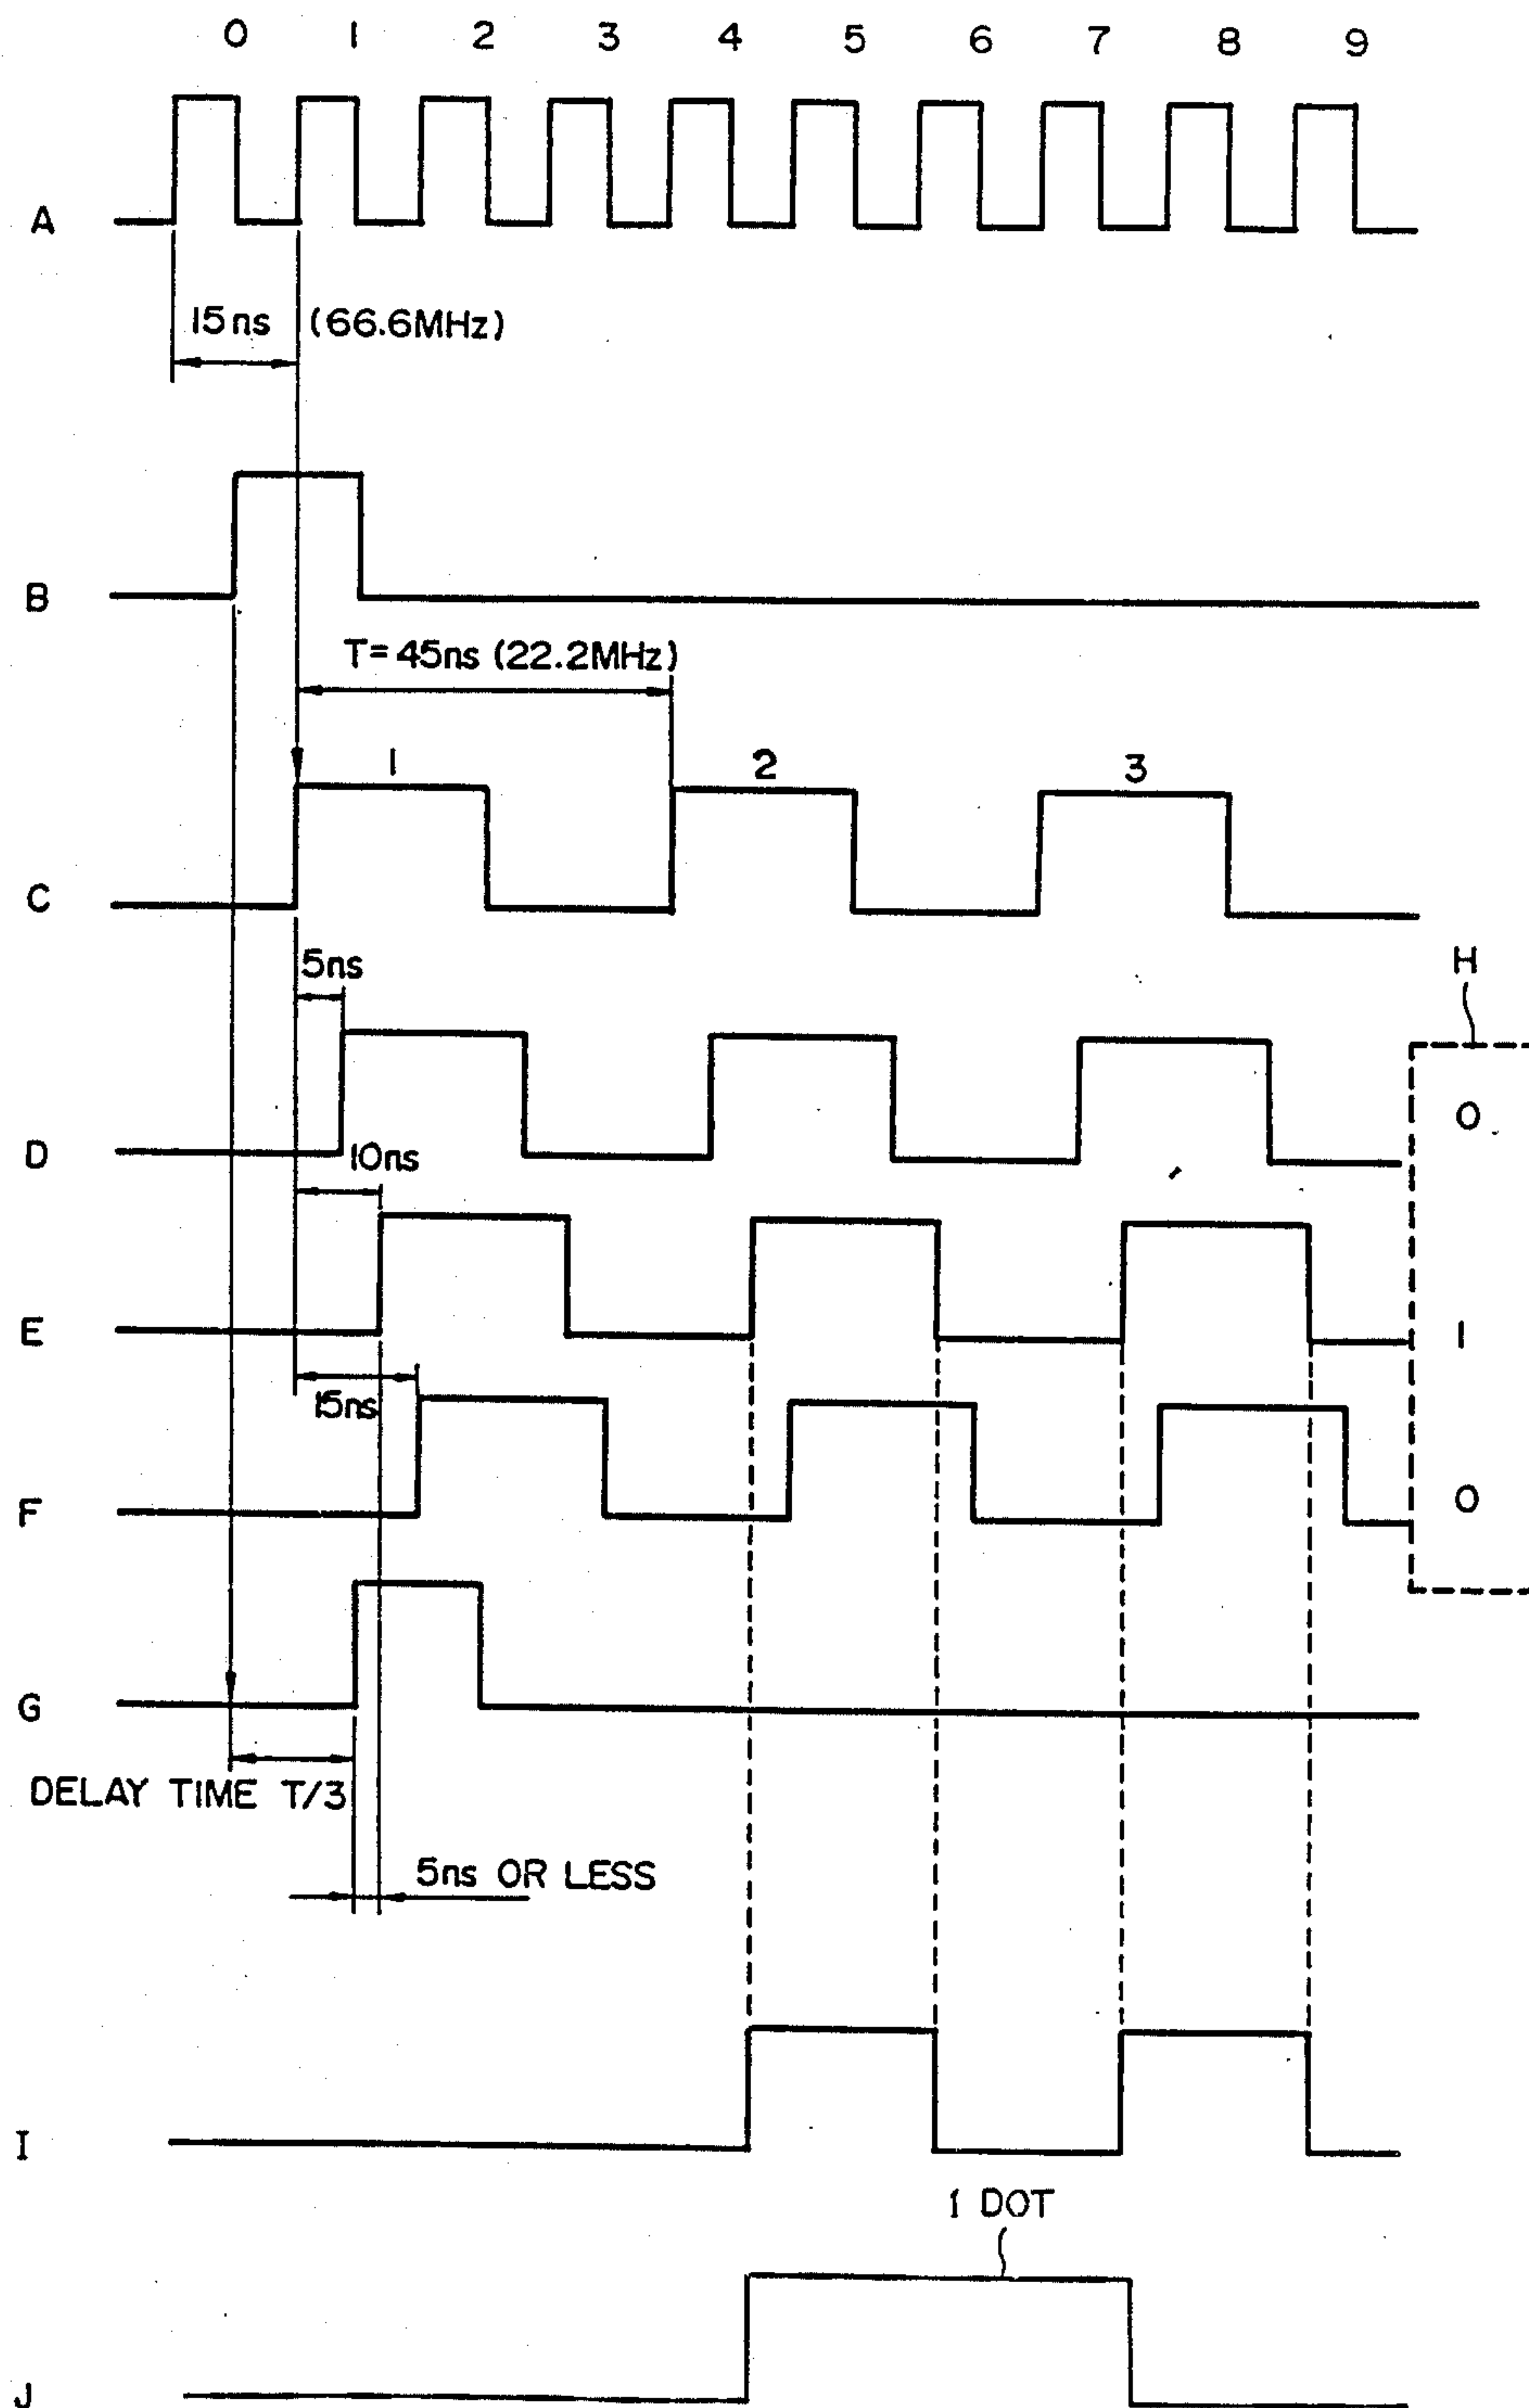 0 1 2 3 4 5 6 7 8 9
A
15ns (66.6MHz)
B
T=45ns (22.2MHz)
1 2 3
C
5ns
H
0
D
10ns
E
1
15ns
F
0
G
DELAY TIME T/3
5ns OR LESS
I
1 DOT
J